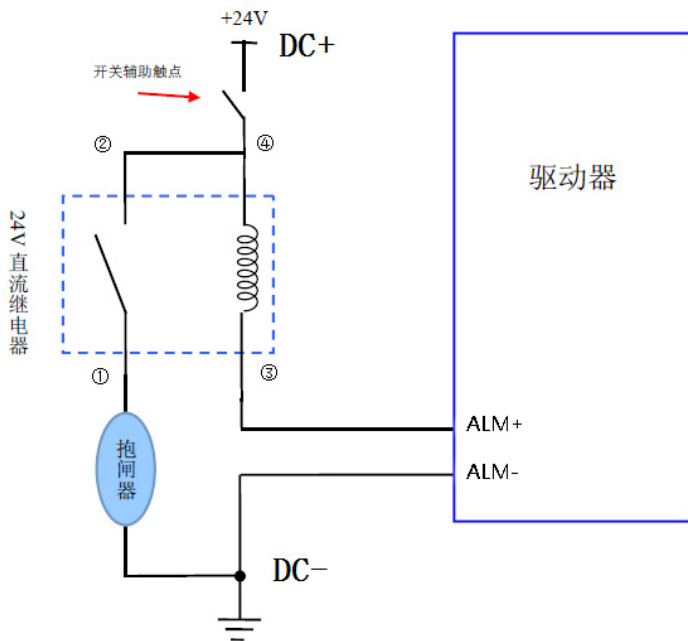 +24V
DC+
开关辅助触点
②
④
驱动器
24V 直流继电器
①
③
ALM+
抱闸器
ALM-
DC-